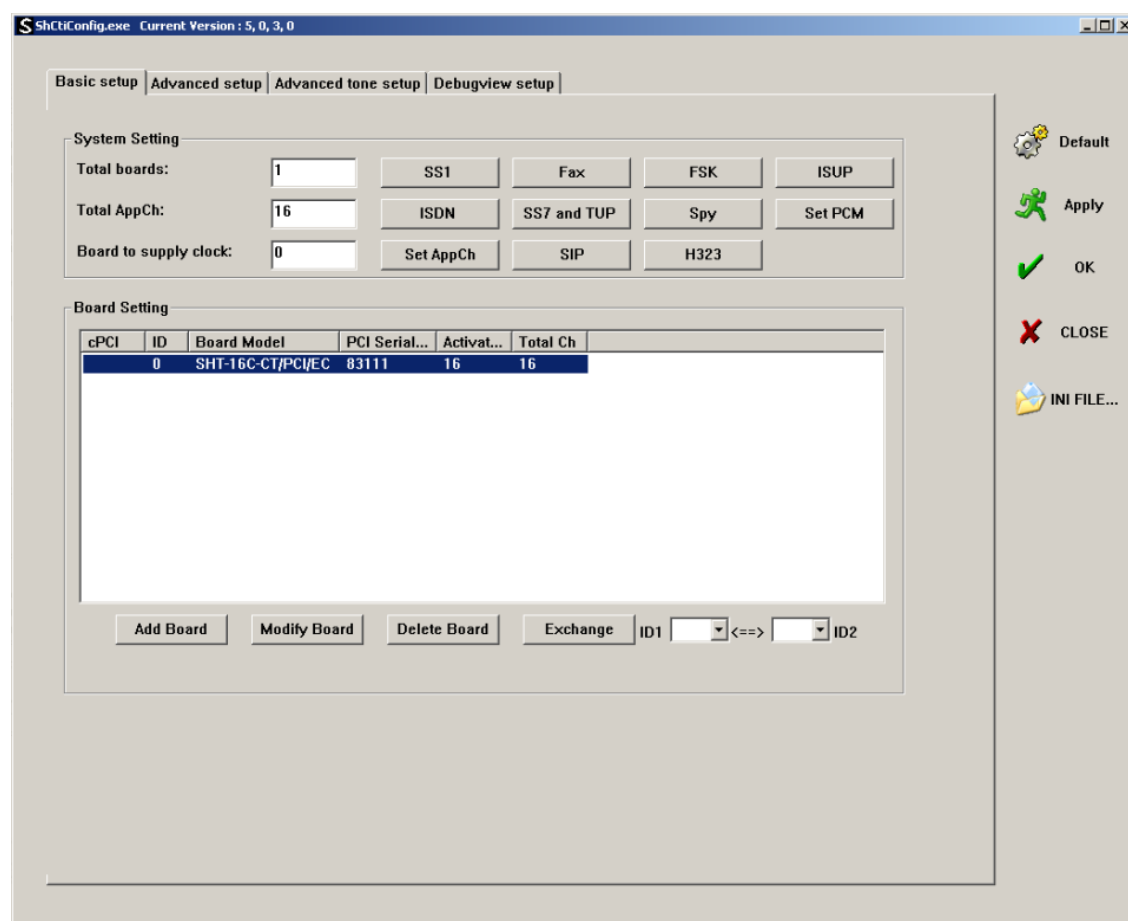 ShCtiConfig.exe Current Version : 5, 0, 3, 0
Basic setup Advanced setup Advanced tone setup Debugview setup
System Setting
Total boards: 1 SS1 Fax FSK ISUP
Total AppCh: 16 ISDN SS7 and TUP Spy Set PCM
Board to supply clock: 0 Set AppCh SIP H323
Board Setting
cPCI ID Board Model PCI Serial... Activat... Total Ch
0 SHT-16C-CT/PCI/EC 83111 16 16
Add Board Modify Board Delete Board Exchange ID1 <==> ID2
Default
Apply
OK
CLOSE
INI FILE...